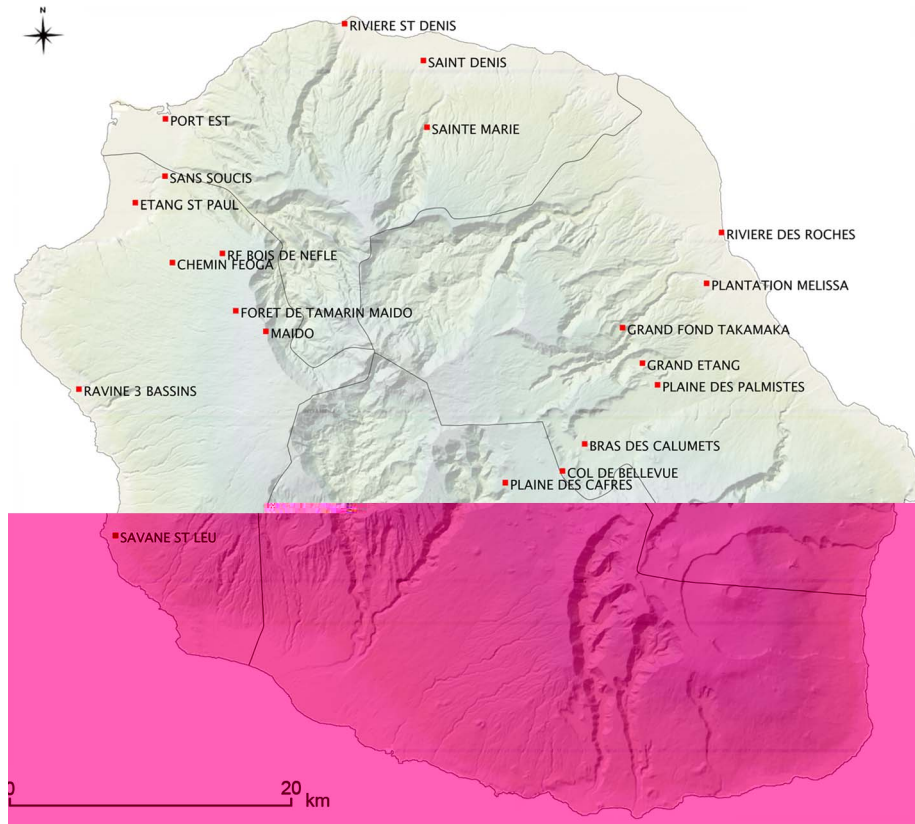 N
RIVIERE ST DENIS
SAINT DENIS
PORT EST
SAINTE MARIE
SANS SOUCIS
ETANG ST PAUL
RIVIERE DES ROCHES
RF BOIS DE NEFLE
CHEMIN FEOGA
PLANTATION MELISSA
FORET DE TAMARIN MAIDO
GRAND FOND TAKAMAKA
MAIDO
GRAND ETANG
PLAINE DES PALMISTES
RAVINE 3 BASSINS
BRAS DES CALUMETS
COL DE BELLEVUE
PLAINE DES CAFRES
SAVANE ST LEU
0 20
km